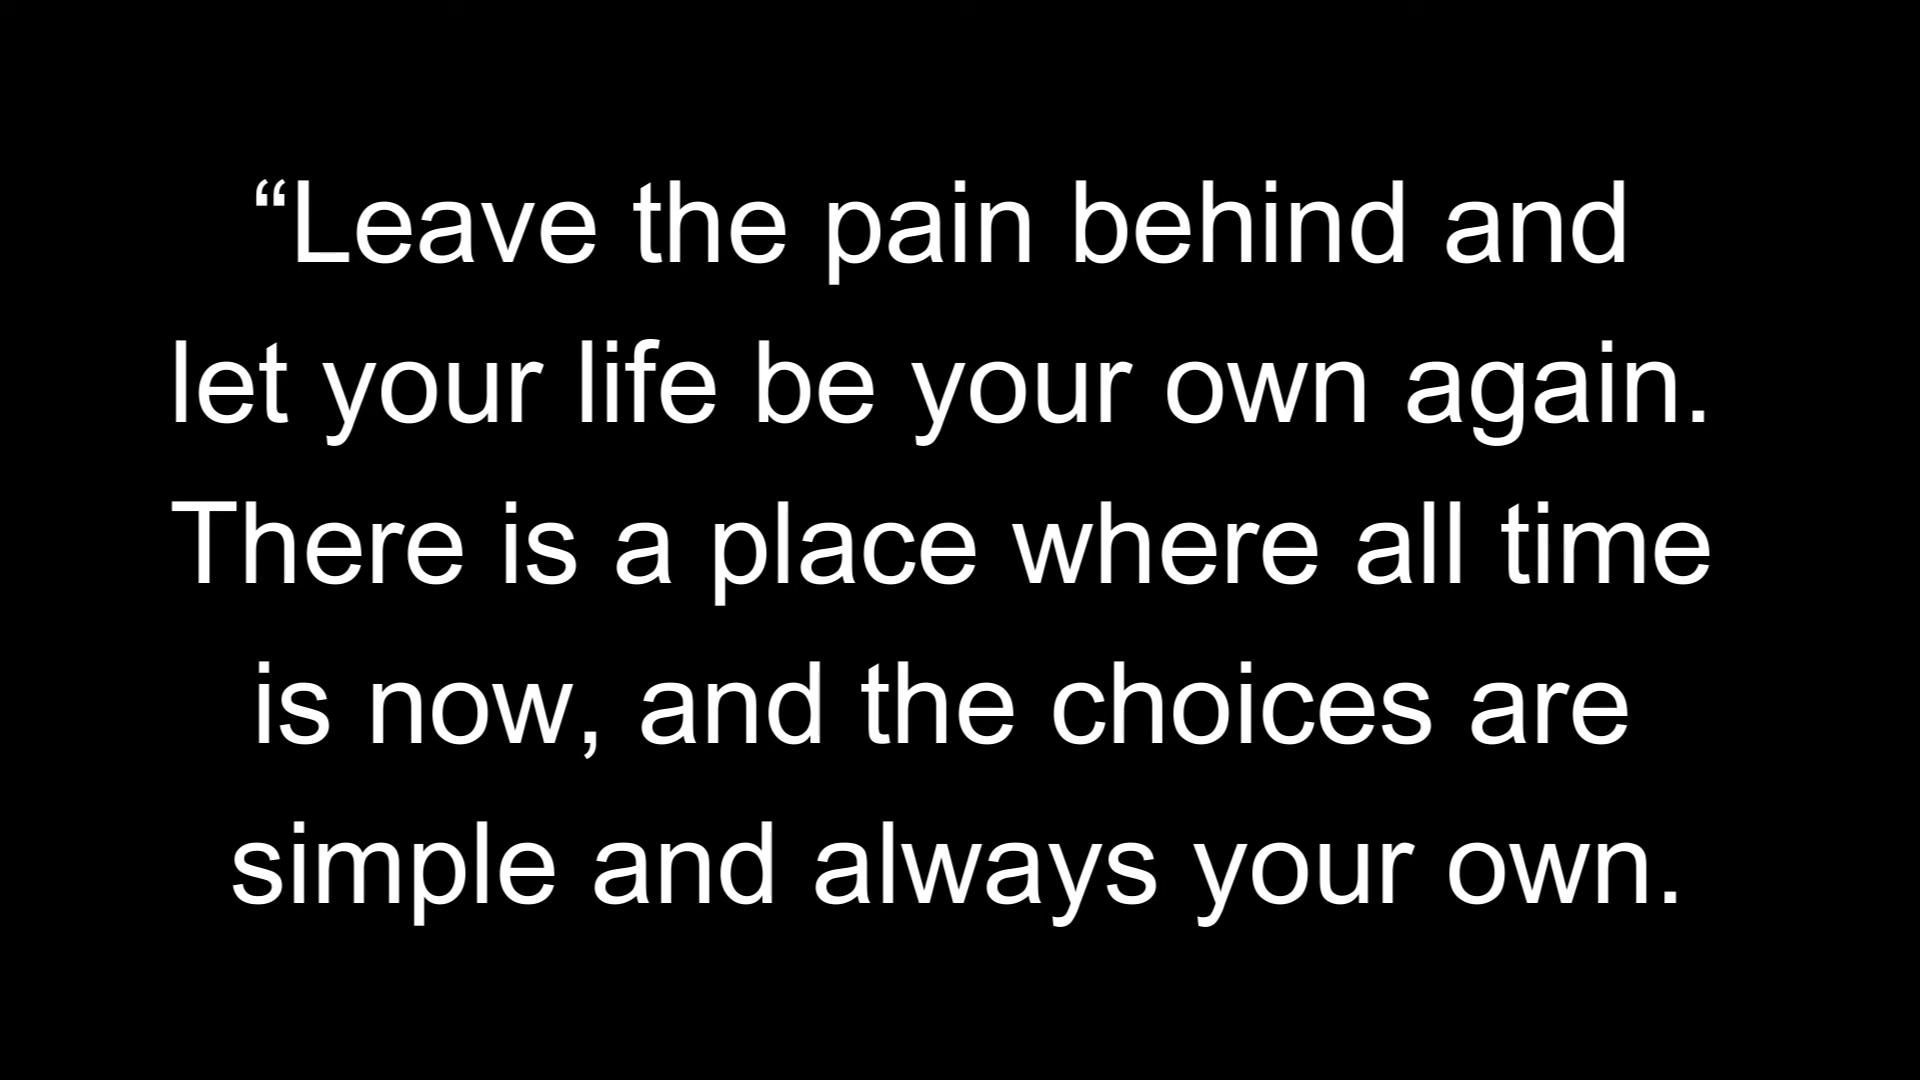 “Leave the pain behind and
let your life be your own again.
There is a place where all time
is now, and the choices are
simple and always your own.